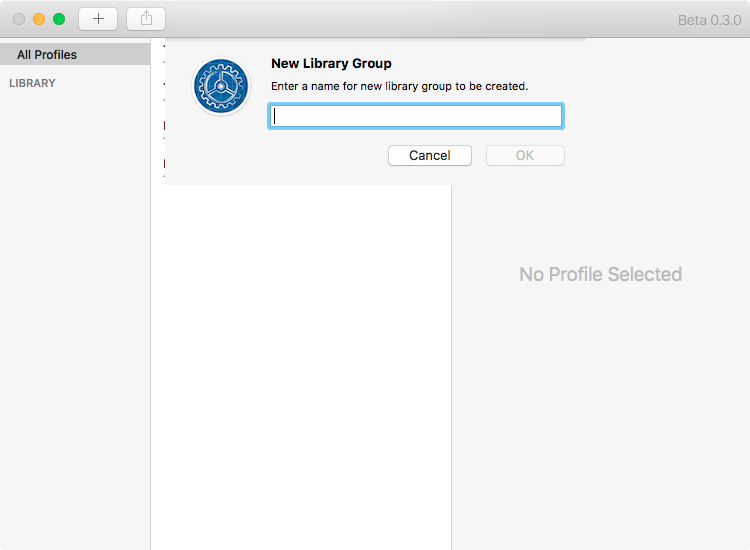 Beta 0.3.0
All Profiles
LIBRARY
New Library Group
Enter a name for new library group to be created.
Cancel
OK
No Profile Selected